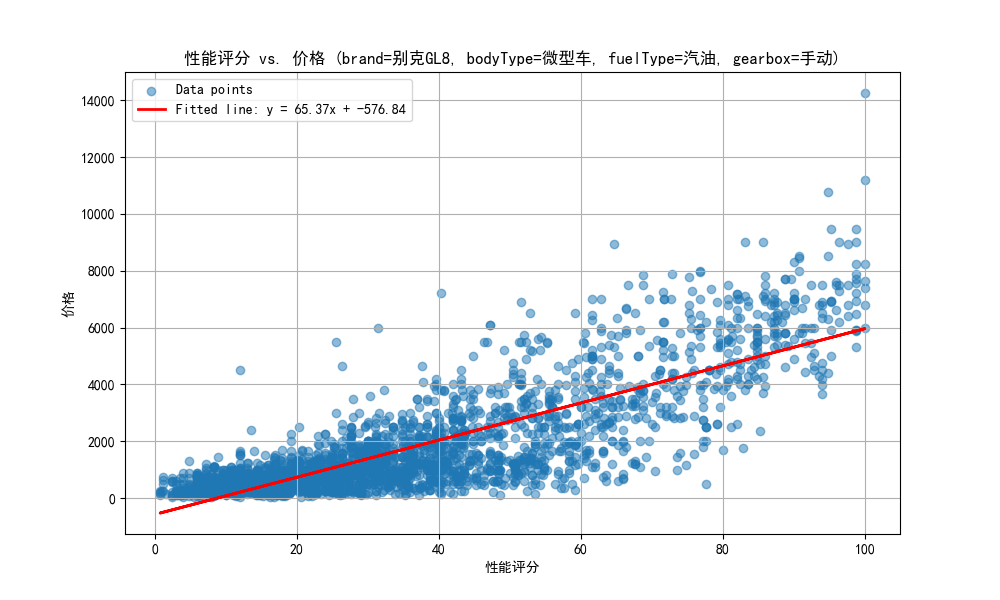 性能评分 vs. 价格 (brand=别克GL8, bodyType=微型车, fuelType=汽油, gearbox=手动)
Data points
Fitted line: y = 65.37x + -576.84
14000
12000
10000
8000
6000
4000
2000
0
价格
0 20 40 60 80 100
性能评分